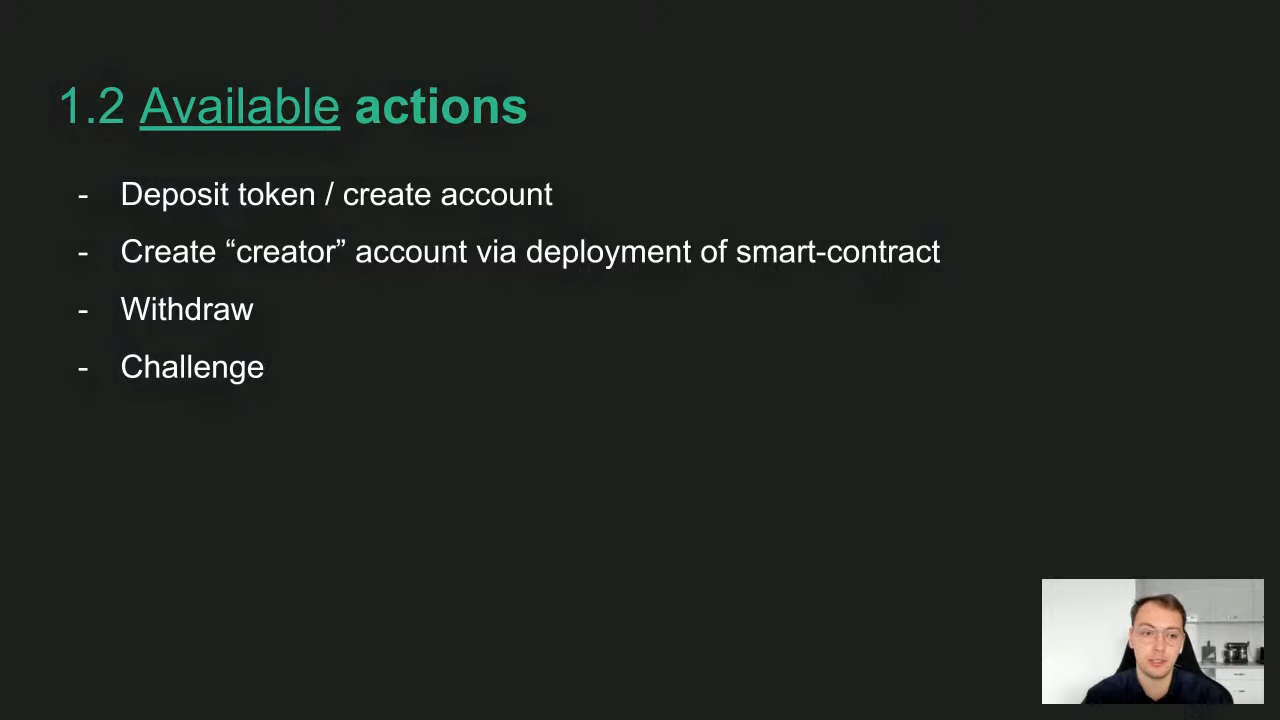 1.2 Available actions
- Deposit token / create account
- Create “creator” account via deployment of smart-contract
- Withdraw
- Challenge